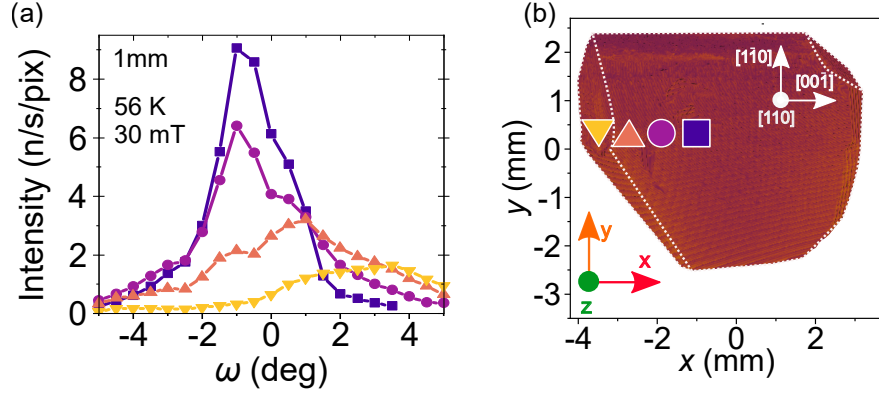 (a)
Intensity (n/s/pix)
8
6
4
2
0
1mm
56 K
30 mT
-4
-2
0
2
4
ω (deg)
(b)
y (mm)
2
1
0
-1
-2
-3
[11̄0]
[001̄]
[110]
y
x
z
-4
-2
0
2
x (mm)